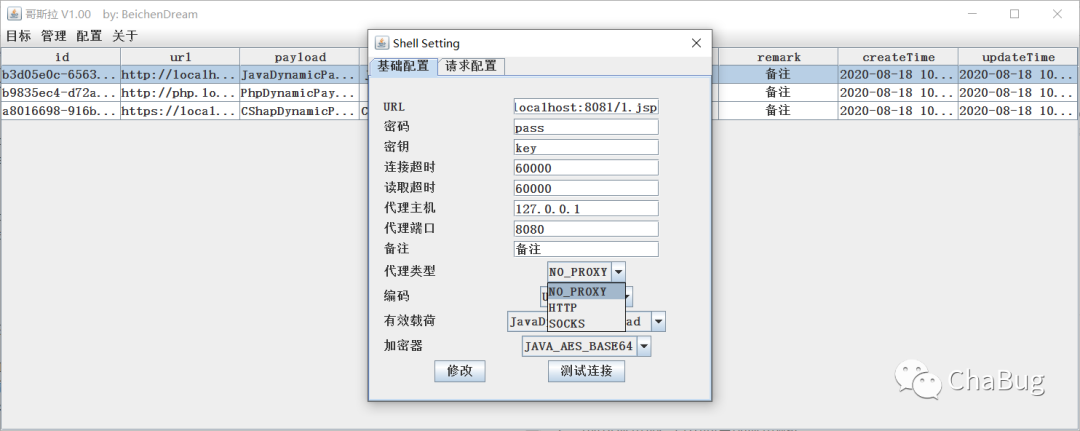 哥斯拉 V1.00 by: BeichenDream
目标 管理 配置 关于
id url payload remark createTime updateTime
b3d05e0c-6563... http://localh... JavaDynamicPa... 备注 2020-08-18 10... 2020-08-18 10...
b9835ec4-d72a... http://php.lo... PhpDynamicPay... 备注 2020-08-18 10... 2020-08-18 10...
a8016698-916b... https://local... CShapDynamicP... C 备注 2020-08-18 10... 2020-08-18 10...
Shell Setting
基础配置 请求配置
URL localhost:8081/1.jsp
密码 pass
密钥 key
连接超时 60000
读取超时 60000
代理主机 127.0.0.1
代理端口 8080
备注 备注
代理类型 NO_PROXY
NO_PROXY
编码
HTTP
有效载荷 JavaD ad
SOCKS
加密器 JAVA_AES_BASE64
修改 测试连接
ChaBug